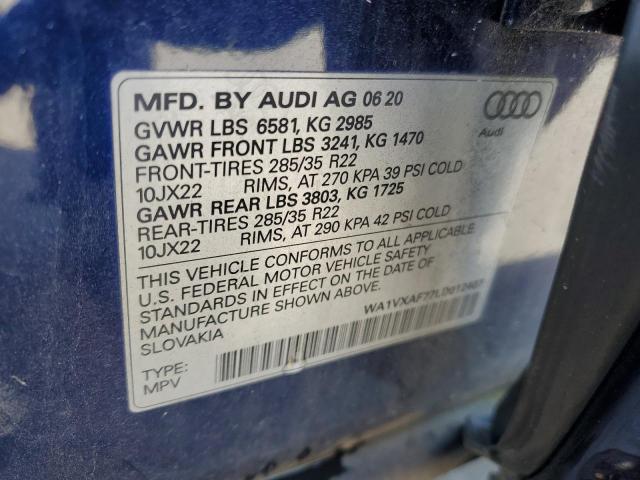 MFD. BY AUDI AG 06 20
GVWR LBS 6581, KG 2985
GAWR FRONT LBS 3241, KG 1470
FRONT-TIRES 285/35 R22
10JX22 RIMS, AT 270 KPA 39 PSI COLD
GAWR REAR LBS 3803, KG 1725
REAR-TIRES 285/35 R22
10JX22 RIMS, AT 290 KPA 42 PSI COLD
Audi
THIS VEHICLE CONFORMS TO ALL APPLICABLE
U.S. FEDERAL MOTOR VEHICLE SAFETY
STANDARDS IN EFFECT ON THE DATE OF
MANUFACTURE SHOWN ABOVE.
SLOVAKIA
TYPE:
MPV